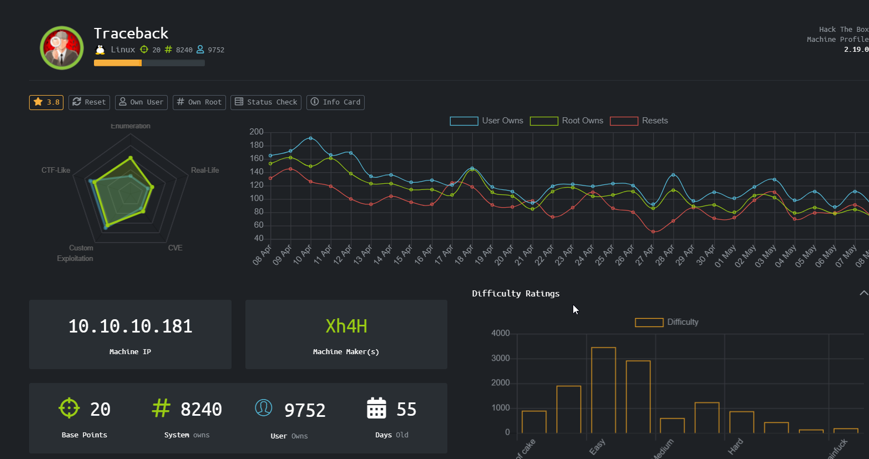 Traceback
Linux 20 8240 9752
Hack The Box
Machine Profile
2.19.0
3.8 Reset Own User Own Root Status Check Info Card
Enumeration
CTF-Like
Real-Life
Custom
Exploitation
CVE
User Owns Root Owns Resets
200
180
160
140
120
100
80
60
40
08 Apr 09 Apr 10 Apr 11 Apr 12 Apr 13 Apr 14 Apr 15 Apr 16 Apr 17 Apr 18 Apr 19 Apr 20 Apr 21 Apr 22 Apr 23 Apr 24 Apr 25 Apr 26 Apr 27 Apr 28 Apr 29 Apr 30 Apr 01 May 02 May 03 May 04 May 05 May 06 May 07 May 08 M
10.10.10.181
Machine IP
Xh4H
Machine Maker(s)
20
Base Points
8240
System owns
9752
User Owns
55
Days Old
Difficulty Ratings
Difficulty
4000
3000
2000
1000
0
of cake Easy edium Hard ainfuck